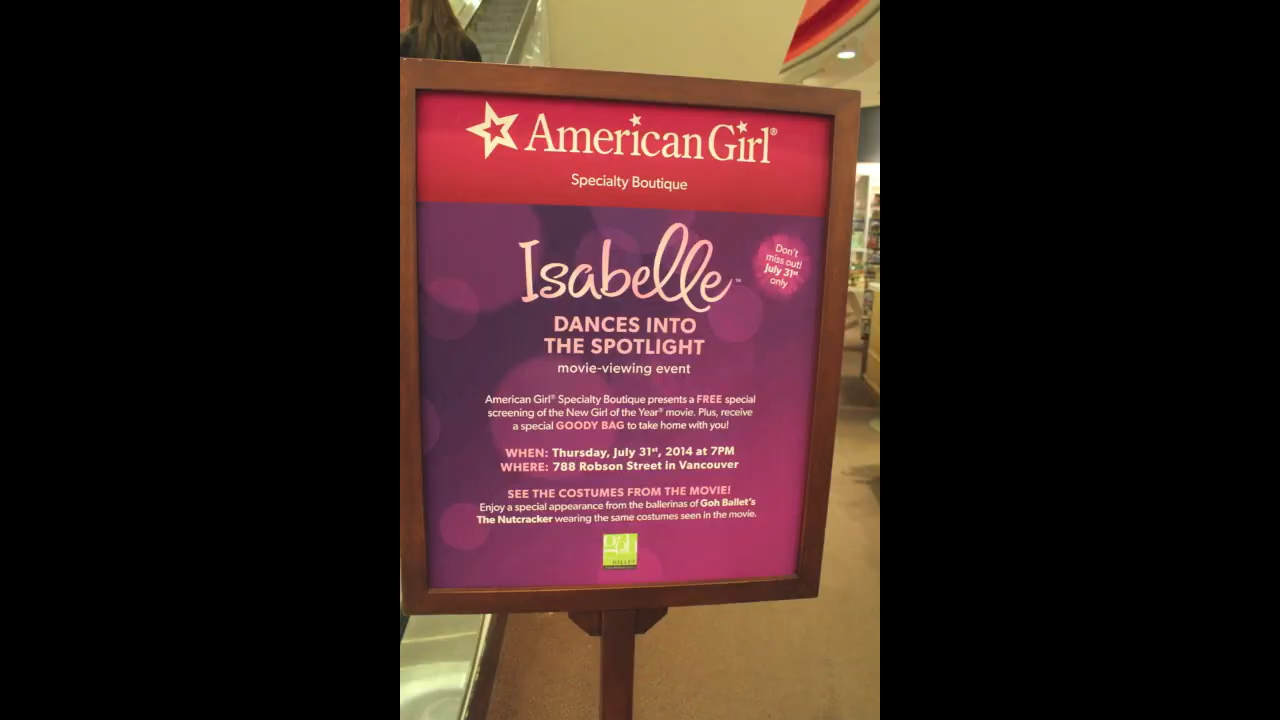 American Girl®
Specialty Boutique
Isabelle™
Don't
miss out!
July 31st
only
DANCES INTO
THE SPOTLIGHT
movie-viewing event
American Girl® Specialty Boutique presents a FREE special
screening of the New Girl of the Year® movie. Plus, receive
a special GOODY BAG to take home with you!
WHEN: Thursday, July 31st, 2014 at 7PM
WHERE: 788 Robson Street in Vancouver
SEE THE COSTUMES FROM THE MOVIE!
Enjoy a special appearance from the ballerinas of Goh Ballet's
The Nutcracker wearing the same costumes seen in the movie.
goh
BALLET